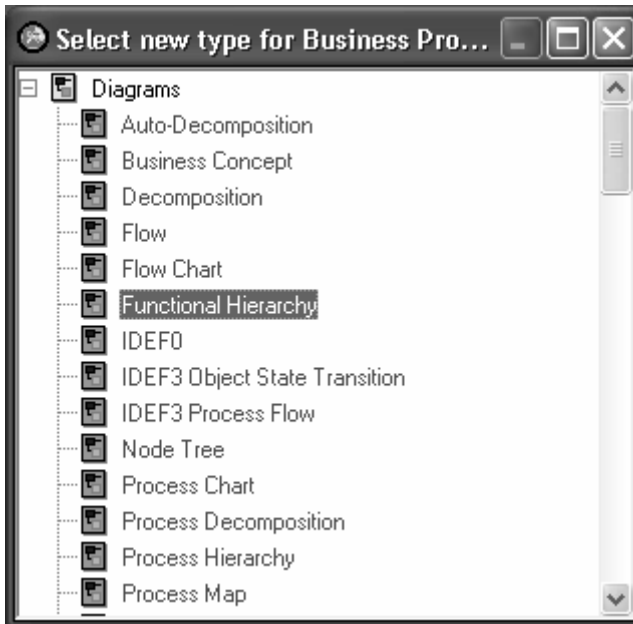 Select new type for Business Pro...
Diagrams
Auto-Decomposition
Business Concept
Decomposition
Flow
Flow Chart
Functional Hierarchy
IDEF0
IDEF3 Object State Transition
IDEF3 Process Flow
Node Tree
Process Chart
Process Decomposition
Process Hierarchy
Process Map